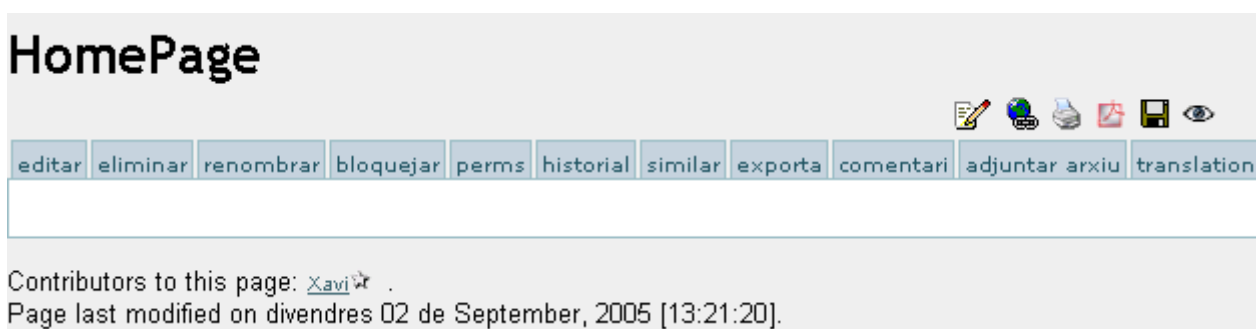 HomePage
editar eliminar renombrar bloquejar perms historial similar exporta comentari adjuntar arxiu translation
Contributors to this page: Xavi .
Page last modified on divendres 02 de September, 2005 [13:21:20].